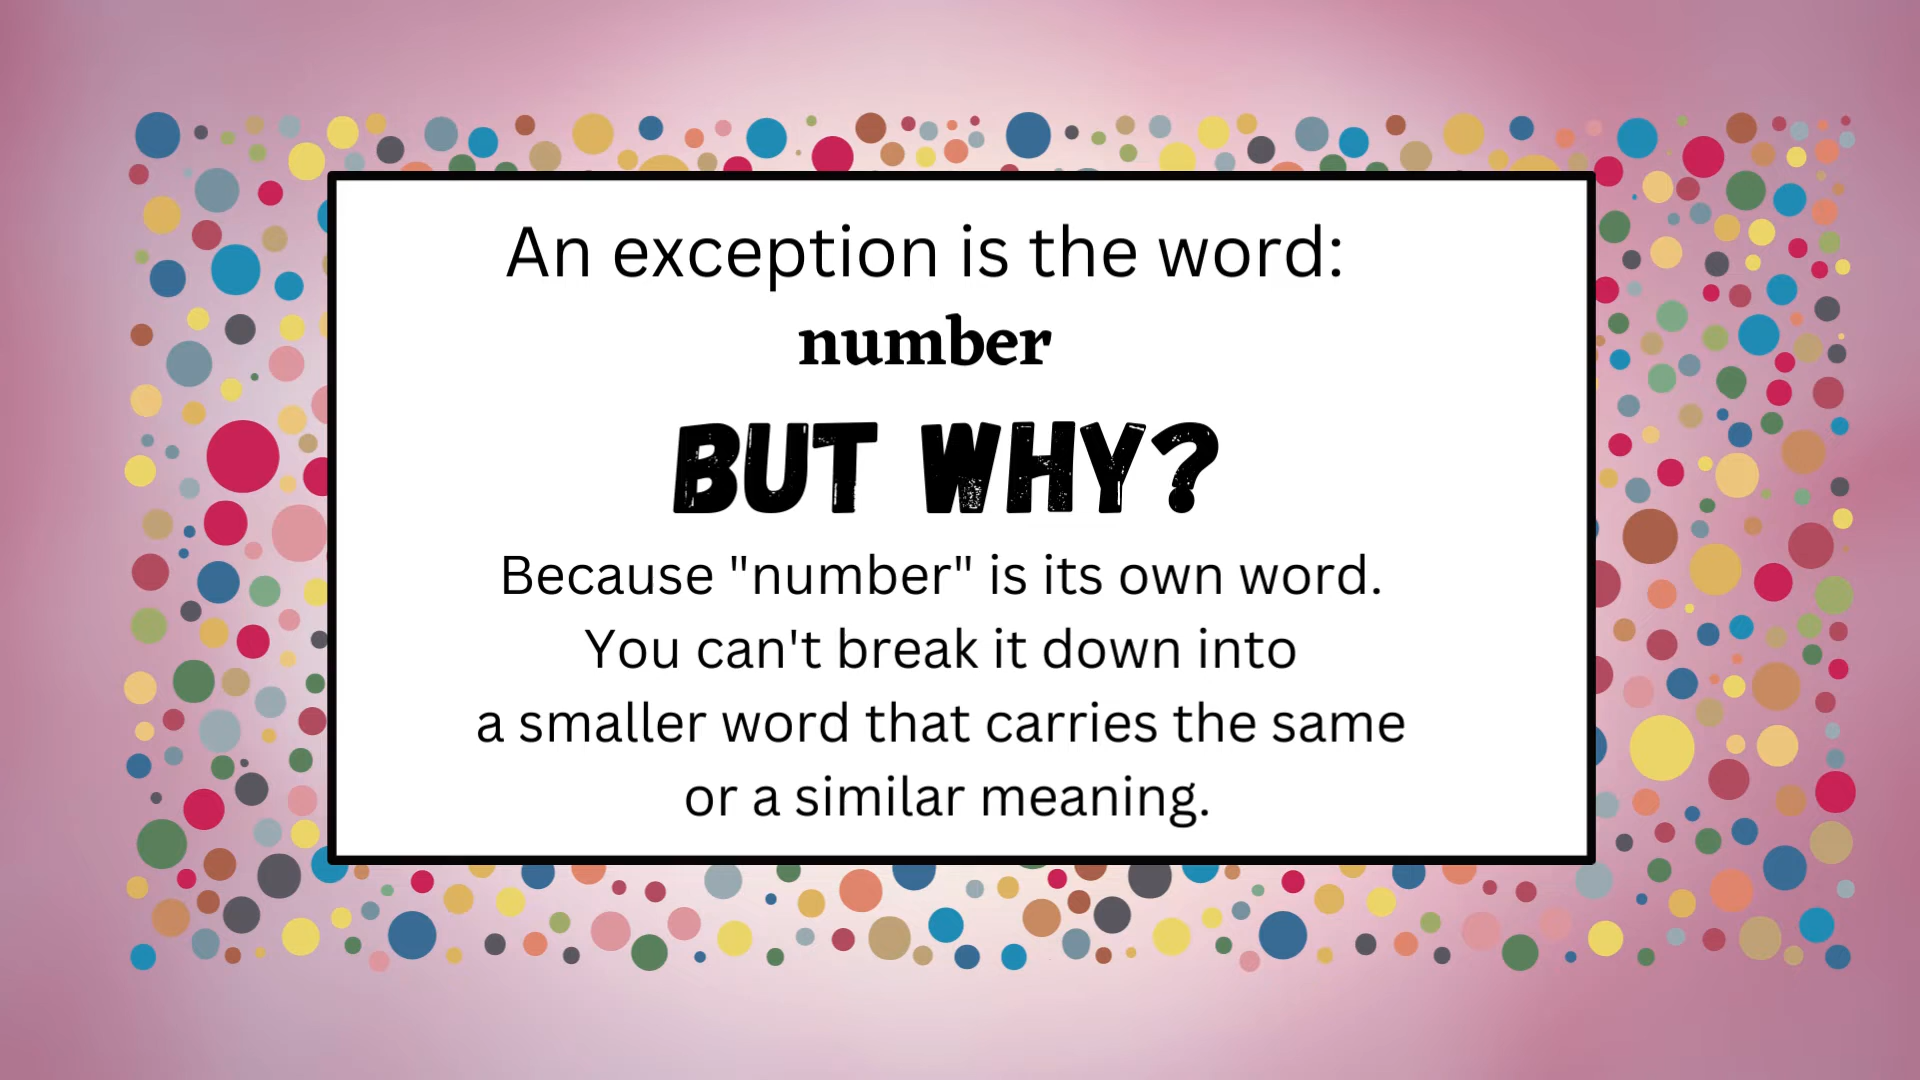 An exception is the word:
number
BUT WHY?
Because "number" is its own word.
You can't break it down into
a smaller word that carries the same
or a similar meaning.